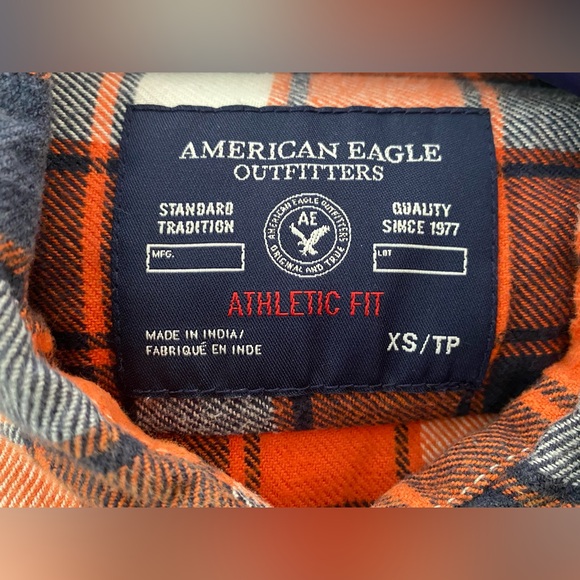 AMERICAN EAGLE
OUTFITTERS
STANDARD
TRADITION
MFG.
AMERICAN EAGLE OUTFITTERS
AE
ORIGINAL AND TRUE
QUALITY
SINCE 1977
LOT
ATHLETIC FIT
MADE IN INDIA/
FABRIQUÉ EN INDE
XS/TP